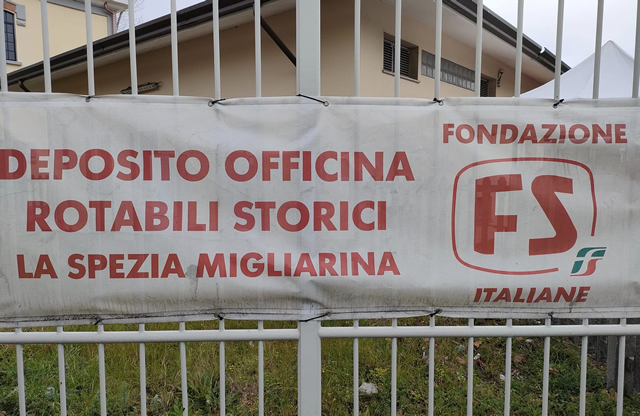 DEPOSITO OFFICINA
ROTABILI STORICI
LA SPEZIA MIGLIARINA
FONDAZIONE
FS
ITALIANE